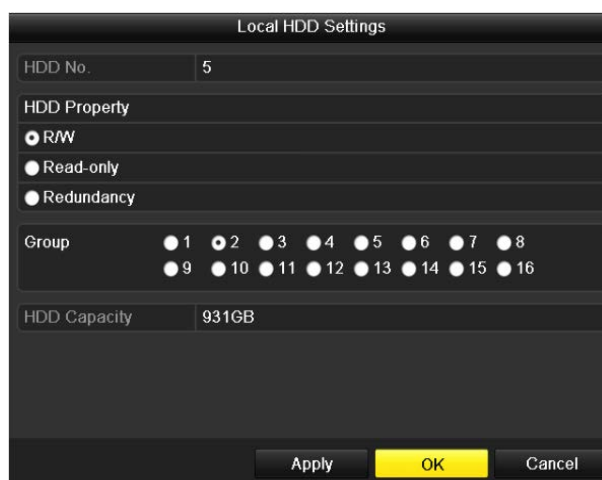 Local HDD Settings
HDD No. 5
HDD Property
R/W
Read-only
Redundancy
Group 1 2 3 4 5 6 7 8
9 10 11 12 13 14 15 16
HDD Capacity 931GB
Apply OK Cancel